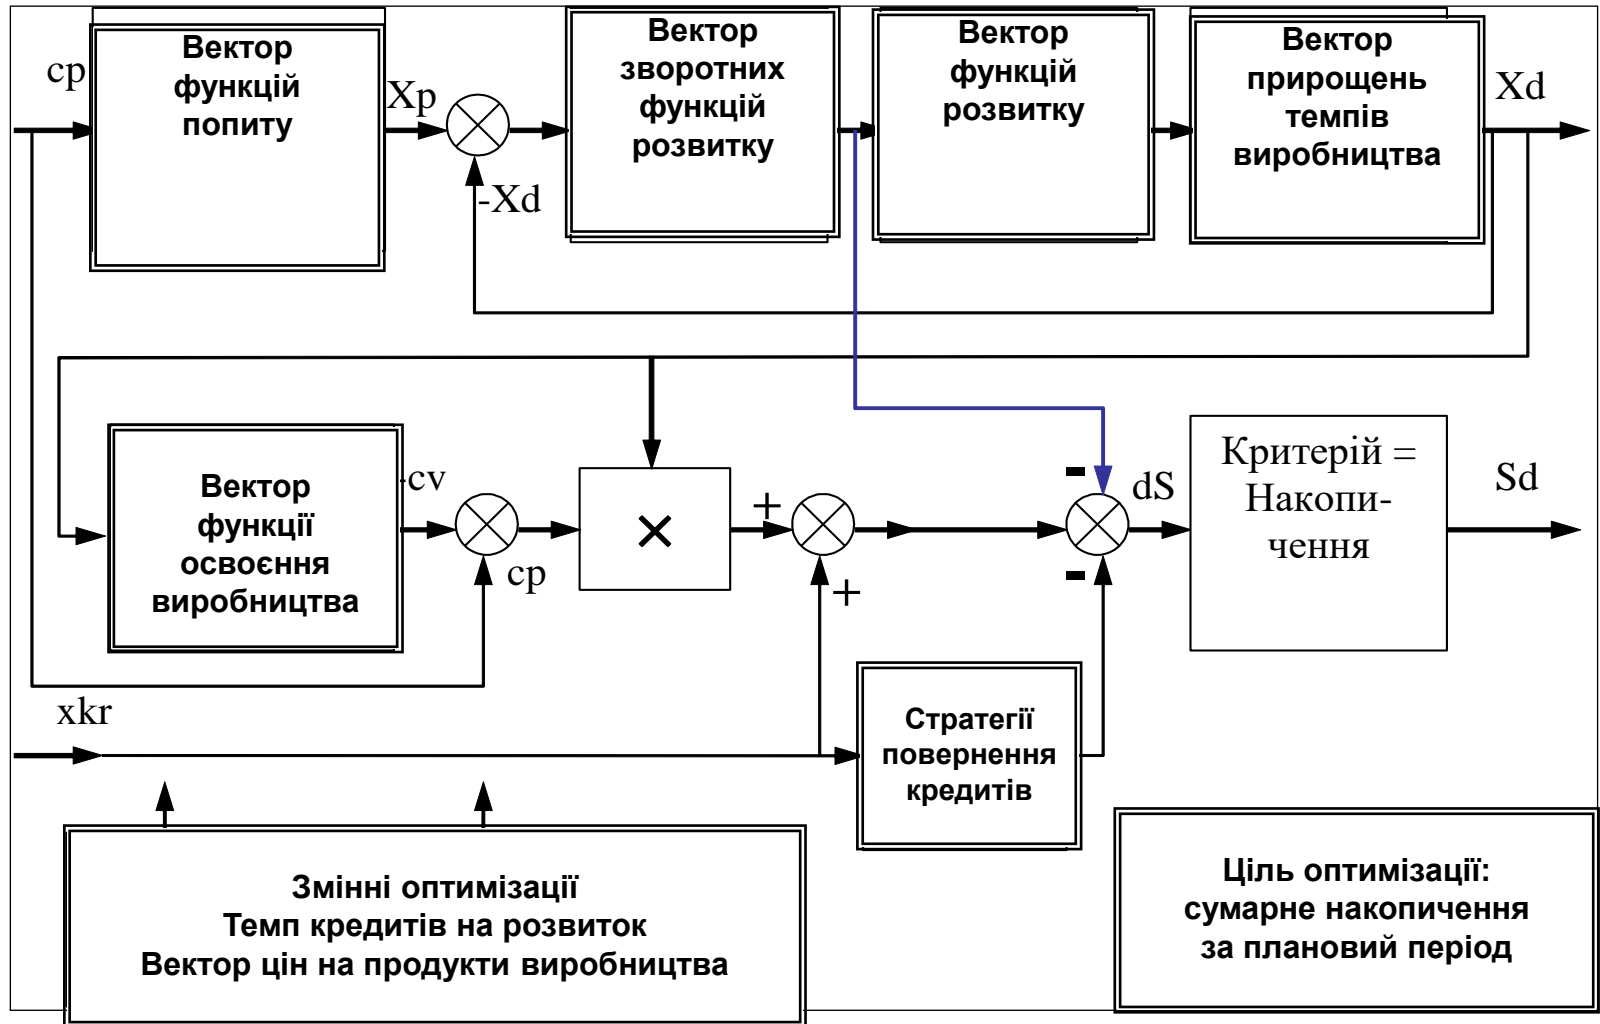 cp
Вектор
функцій
попиту
Xp
-Xd
Вектор
зворотних
функцій
розвитку
Вектор
функцій
розвитку
Вектор
прирощень
темпів
виробництва
Xd
Вектор
функції
освоєння
виробництва
-cv
cp
×
+
+
-
-
dS
Критерій =
Накопи-
чення
Sd
xkr
Стратегії
повернення
кредитів
Змінні оптимізації
Темп кредитів на розвиток
Вектор цін на продукти виробництва
Ціль оптимізації:
сумарне накопичення
за плановий період